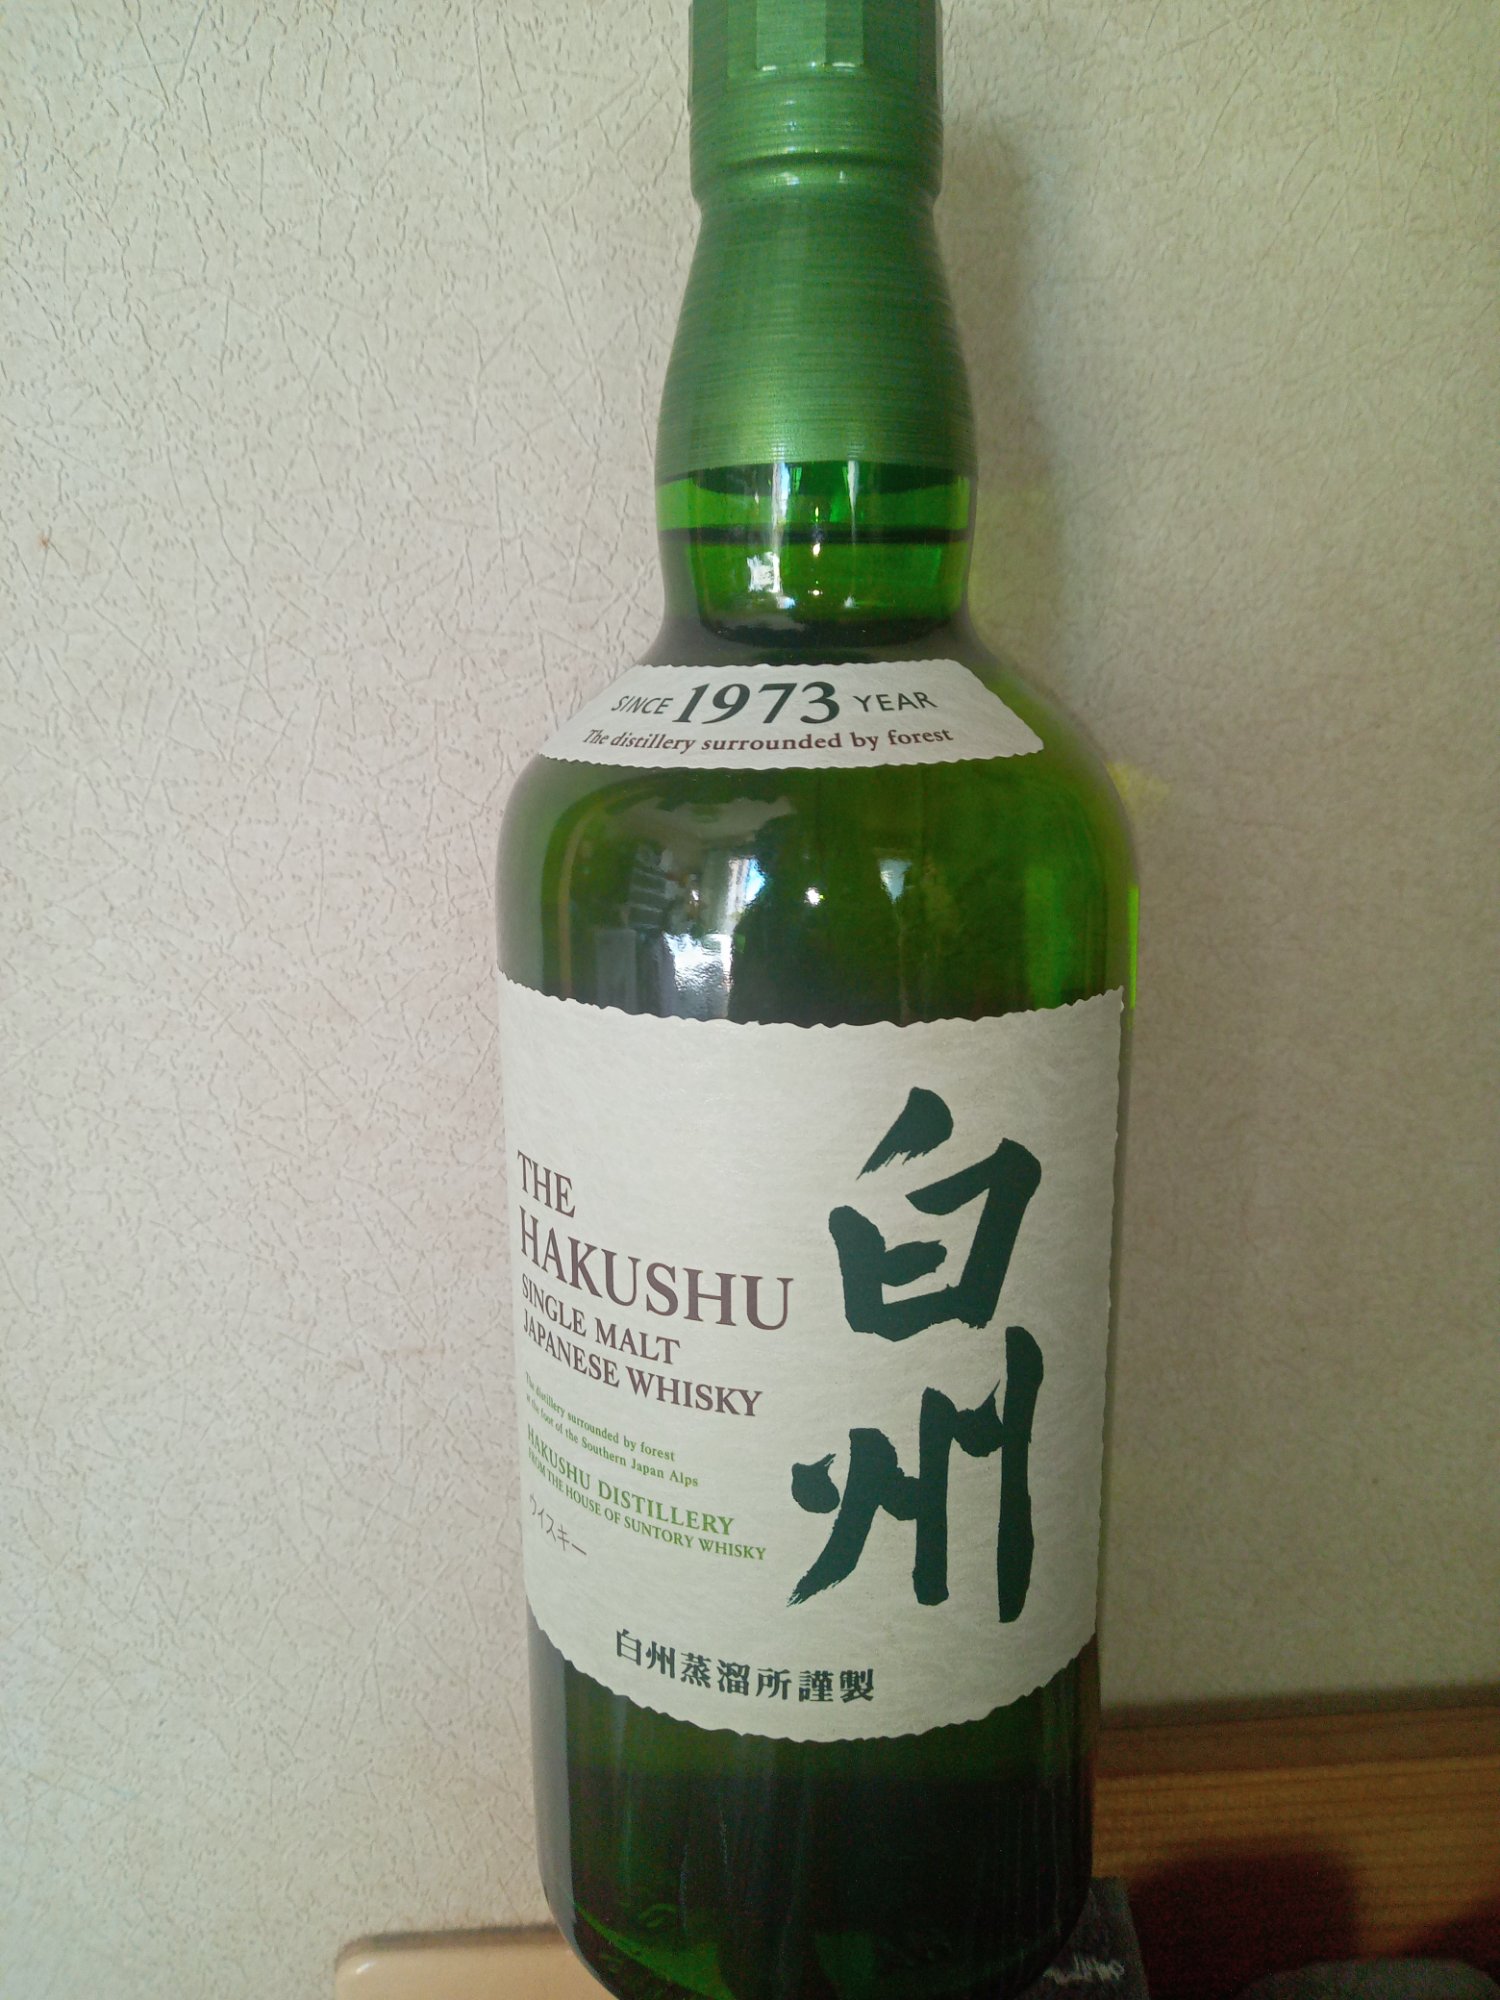 SINCE 1973 YEAR
The distillery surrounded by forest
白州
THE
HAKUSHU
SINGLE MALT
JAPANESE WHISKY
The distillery surrounded by forest
at the foot of the Southern Japan Alps
HAKUSHU DISTILLERY
FROM THE HOUSE OF SUNTORY WHISKY
ウイスキー
白州蒸溜所謹製